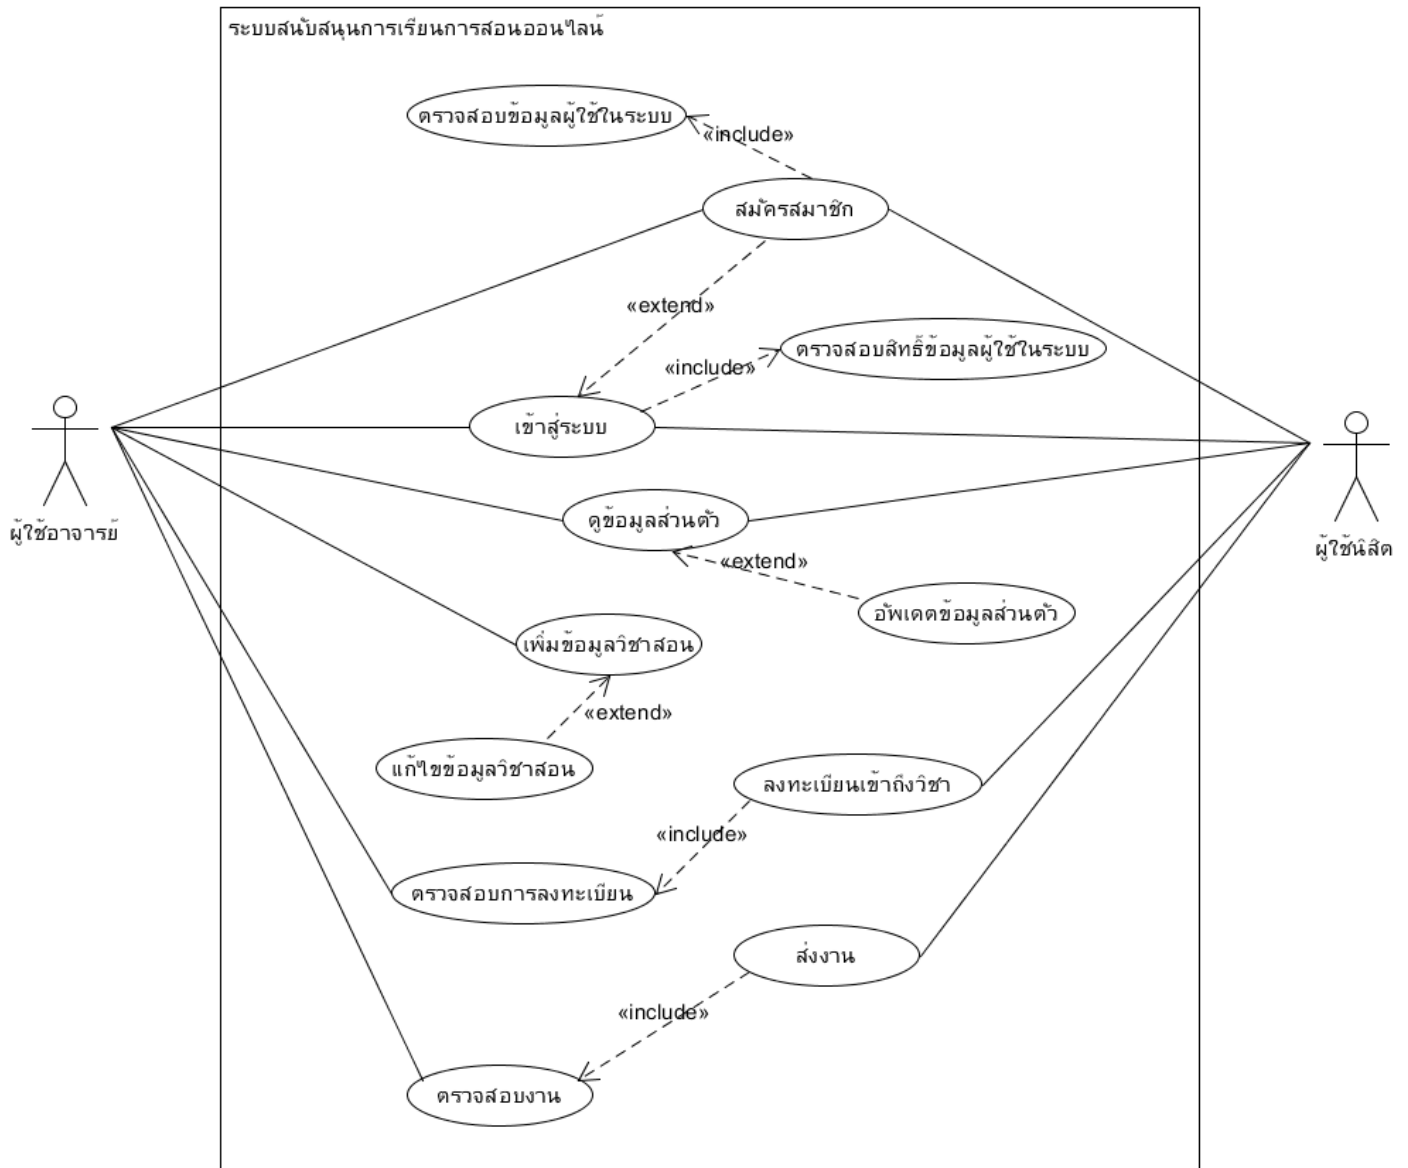 ระบบสนับสนุนการเรียนการสอนออนไลน์
ตรวจสอบข้อมูลผู้ใช้ในระบบ
«include»
สมัครสมาชิก
«extend»
ตรวจสอบสิทธิ์ข้อมูลผู้ใช้ในระบบ
«include»
เข้าสู่ระบบ
ผู้ใช้อาจารย์
ผู้ใช้นิสิต
ดูข้อมูลส่วนตัว
«extend»
อัพเดตข้อมูลส่วนตัว
เพิ่มข้อมูลวิชาสอน
«extend»
แก้ไขข้อมูลวิชาสอน
ลงทะเบียนเข้าถึงวิชา
«include»
ตรวจสอบการลงทะเบียน
ส่งงาน
«include»
ตรวจสอบงาน